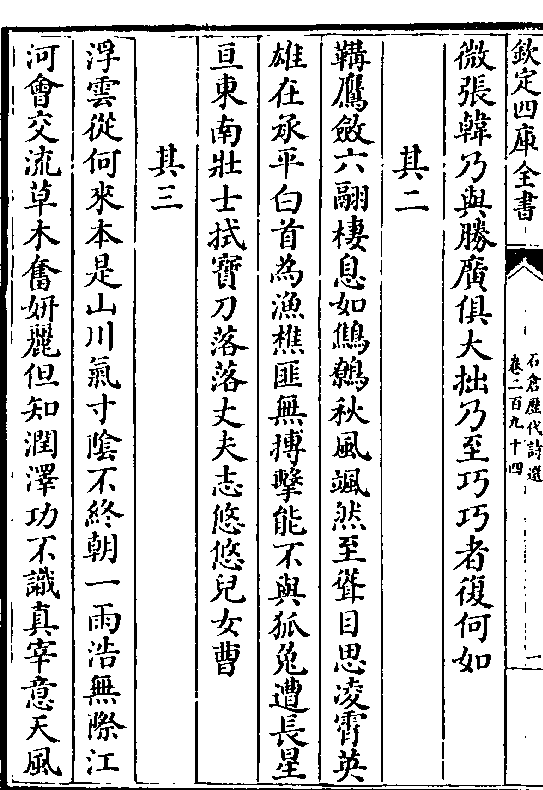 欽定四庫全書
石倉歷代詩選
卷二百九十四
一
微張韓乃與勝廣俱大拙乃至巧巧者復何如
其二
鞲鷹斂六翮棲息如鷦鷯秋風颯然至聳目思凌霄英
雄在承平白首為漁樵匪無搏擊能不與狐兔遭長星
亘東南壯士拭寶刀落落丈夫志悠悠兒女曹
其三
浮雲從何來本是山川氣寸陰不終朝一雨浩無際江
河會交流草木奮妍麗但知潤澤功不識真宰意天風